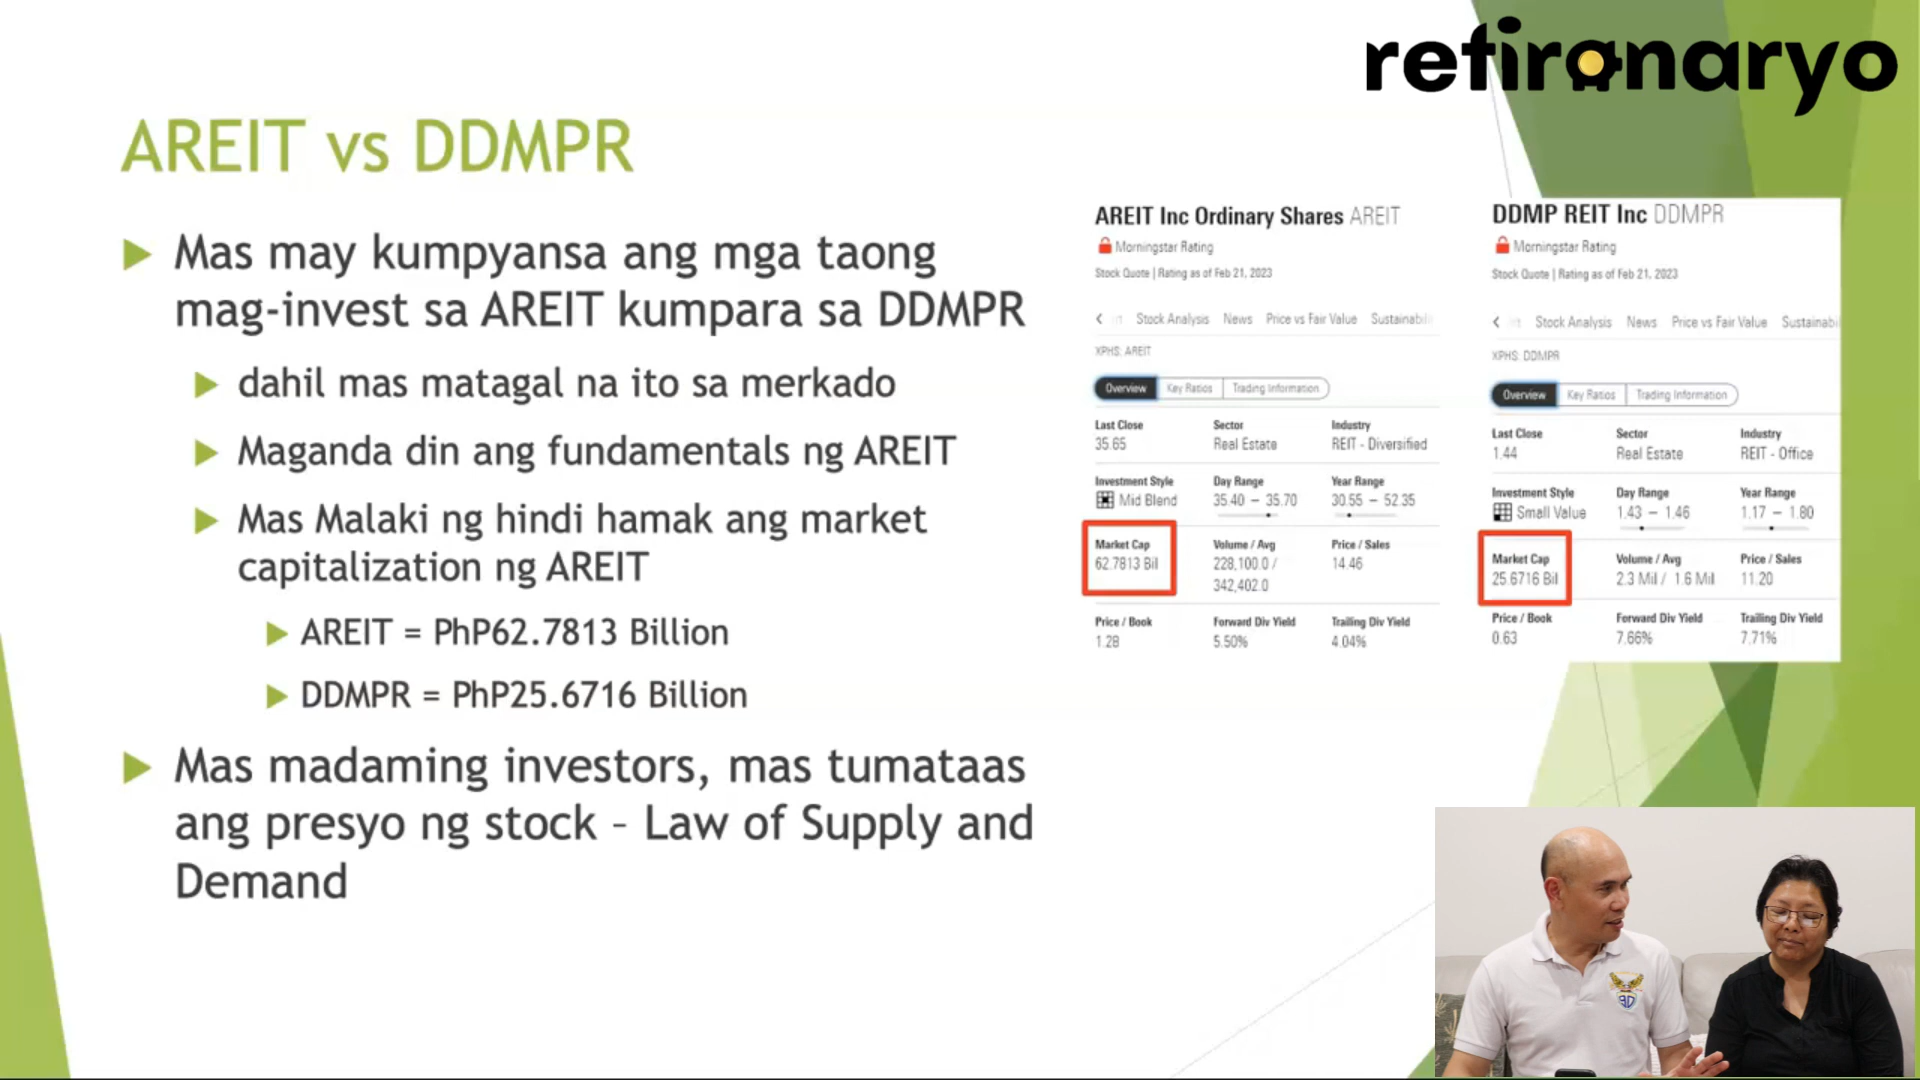 retiranaryo
AREIT vs DDMPR
Mas may kumpyansa ang mga taong
mag-invest sa AREIT kumpara sa DDMPR
dahil mas matagal na ito sa merkado
Maganda din ang fundamentals ng AREIT
Mas Malaki ng hindi hamak ang market
capitalization ng AREIT
AREIT = PhP62.7813 Billion
DDMPR = PhP25.6716 Billion
Mas madaming investors, mas tumataas
ang presyo ng stock – Law of Supply and
Demand
AREIT Inc Ordinary Shares AREIT
Morningstar Rating
Stock Quote | Rating as of Feb 21, 2023
Stock Analysis News Price vs Fair Value Sustainabili
XPHS: AREIT
Overview Key Ratios Trading Information
Last Close Sector Industry
35.65 Real Estate REIT - Diversified
Investment Style Day Range Year Range
Mid Blend 35.40 – 35.70 30.55 – 52.35
Market Cap Volume / Avg Price / Sales
62.7813 Bil 228,100.0 / 14.46
342,402.0
Price / Book Forward Div Yield Trailing Div Yield
1.28 5.50% 4.04%
DDMP REIT Inc DDMPR
Morningstar Rating
Stock Quote | Rating as of Feb 21, 2023
Stock Analysis News Price vs Fair Value Sustainabi
XPHS: DDMPR
Overview Key Ratios Trading Information
Last Close Sector Industry
1.44 Real Estate REIT - Office
Investment Style Day Range Year Range
Small Value 1.43 – 1.46 1.17 – 1.80
Market Cap Volume / Avg Price / Sales
25.6716 Bil 2.3 Mil / 1.6 Mil 11.20
Price / Book Forward Div Yield Trailing Div Yield
0.63 7.66% 7.71%